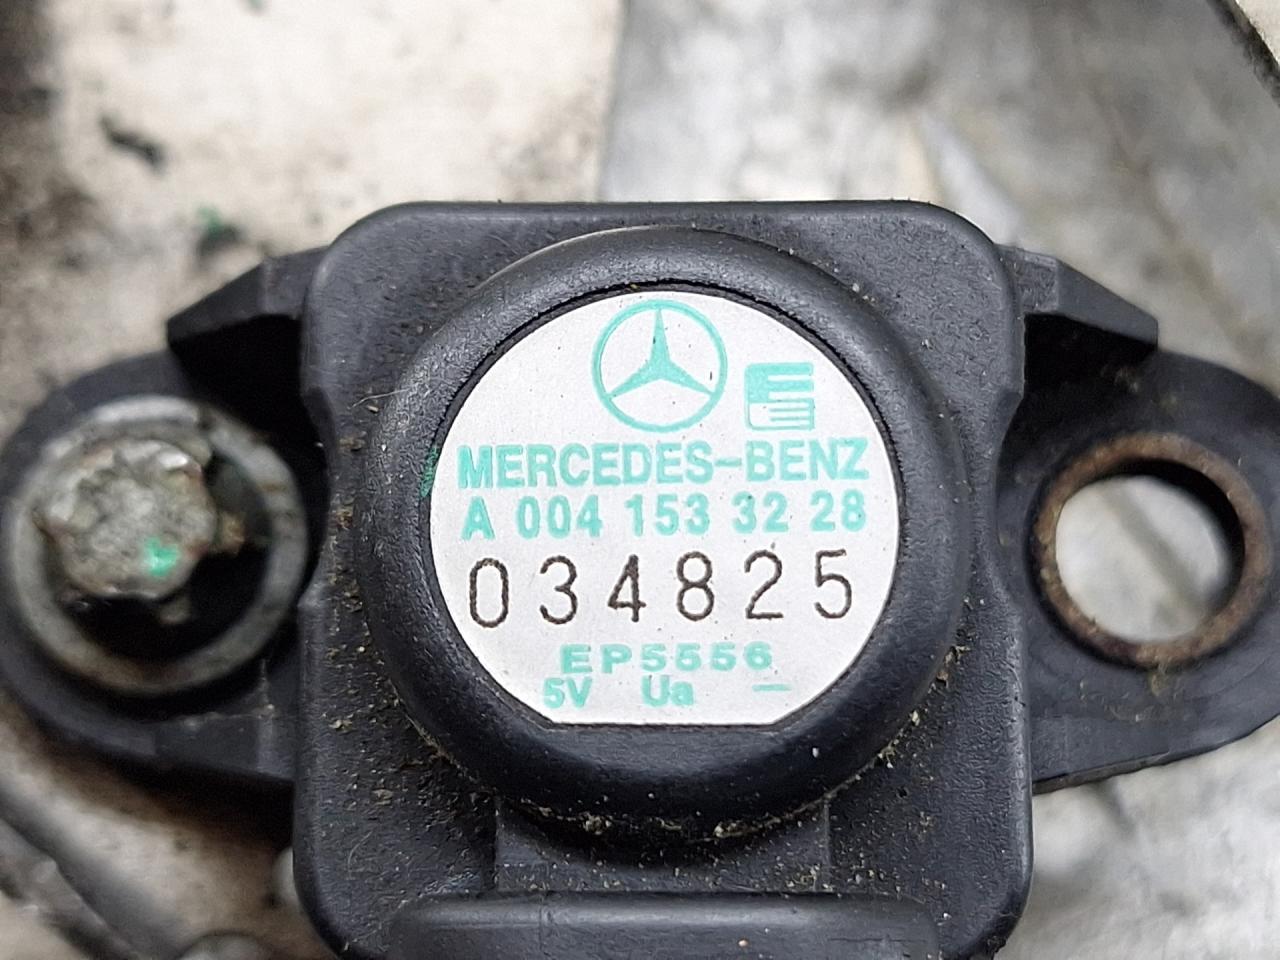 MERCEDES-BENZ
A 004 153 32 28
034825
EP5556
5V Ua —